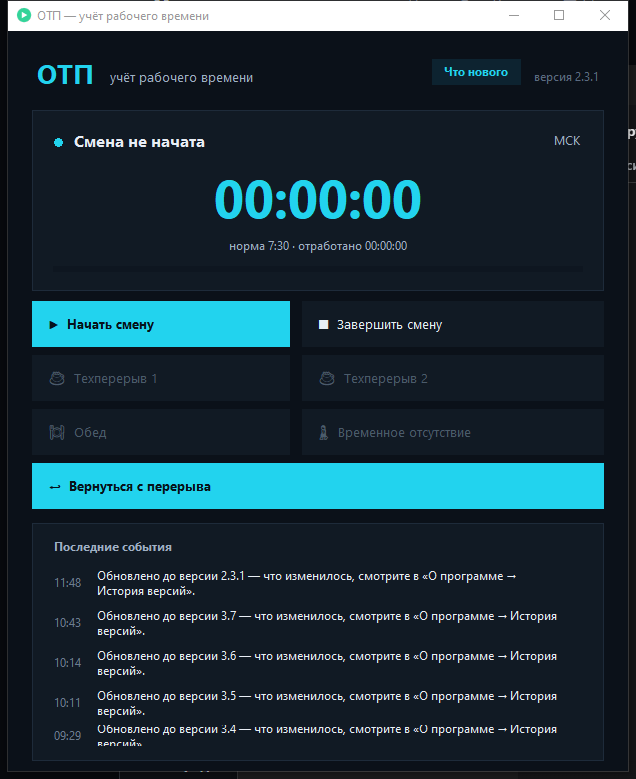 ОТП — учёт рабочего времени
ОТП учёт рабочего времени
Что нового
версия 2.3.1
Смена не начата
МСК
00:00:00
норма 7:30 · отработано 00:00:00
Начать смену
Завершить смену
Техперерыв 1
Техперерыв 2
Обед
Временное отсутствие
Вернуться с перерыва
Последние события
11:48 Обновлено до версии 2.3.1 — что изменилось, смотрите в «О программе →
История версий».
10:43 Обновлено до версии 3.7 — что изменилось, смотрите в «О программе → История
версий».
10:14 Обновлено до версии 3.6 — что изменилось, смотрите в «О программе → История
версий».
10:11 Обновлено до версии 3.5 — что изменилось, смотрите в «О программе → История
версий».
09:29 Обновлено до версии 3.4 — что изменилось, смотрите в «О программе → История
версий».